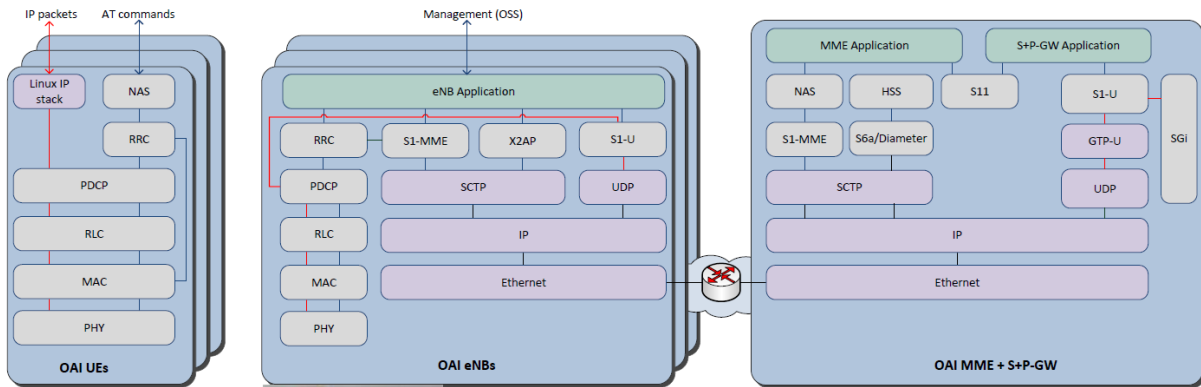 IP packets
AT commands
Linux IP
stack
NAS
RRC
PDCP
RLC
MAC
PHY
OAI UEs
Management (OSS)
eNB Application
RRC
S1-MME
X2AP
S1-U
PDCP
SCTP
UDP
RLC
IP
MAC
Ethernet
PHY
OAI eNBs
MME Application
S+P-GW Application
NAS
HSS
S11
S1-U
S1-MME
S6a/Diameter
GTP-U
SGi
SCTP
UDP
IP
Ethernet
OAI MME + S+P-GW